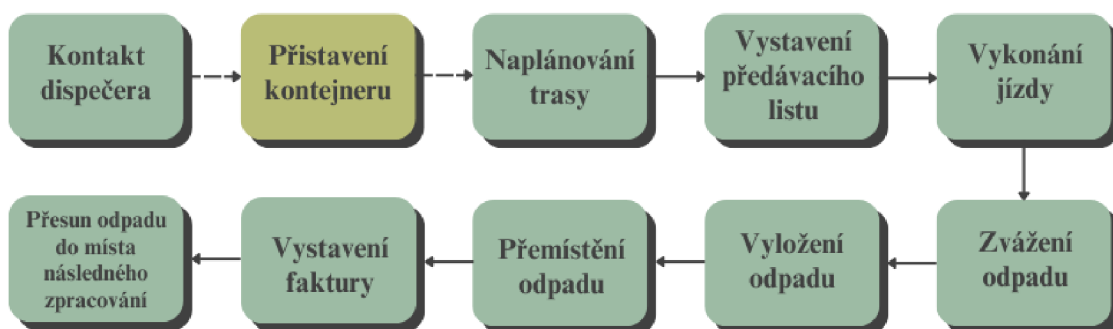 Kontakt
dispečera
Přistavení
kontejneru
Naplánování
trasy
Vystavení
předávacího
listu
Vykonání
jízdy
Zvážení
odpadu
Vyložení
odpadu
Přemístění
odpadu
Vystavení
faktury
Přesun odpadu
do místa
následného
zpracování